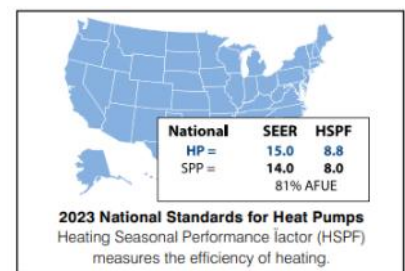 National SEER HSPF
HP = 15.0 8.8
SPP = 14.0 8.0
81% AFUE
2023 National Standards for Heat Pumps
Heating Seasonal Performance Ïactor (HSPF)
measures the efficiency of heating.